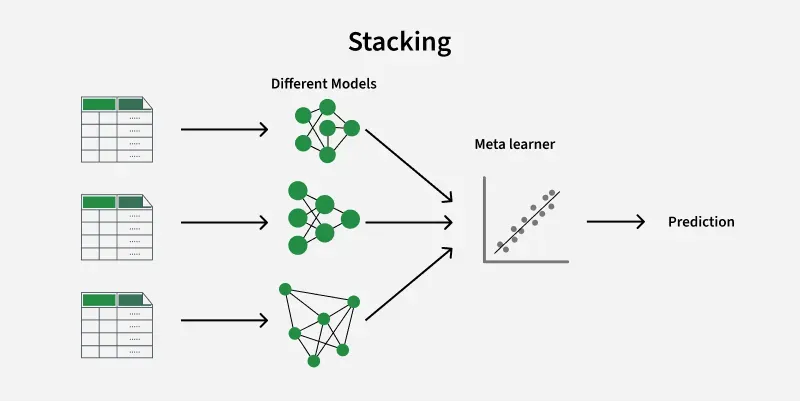 Stacking
Different Models
Meta learner
Prediction